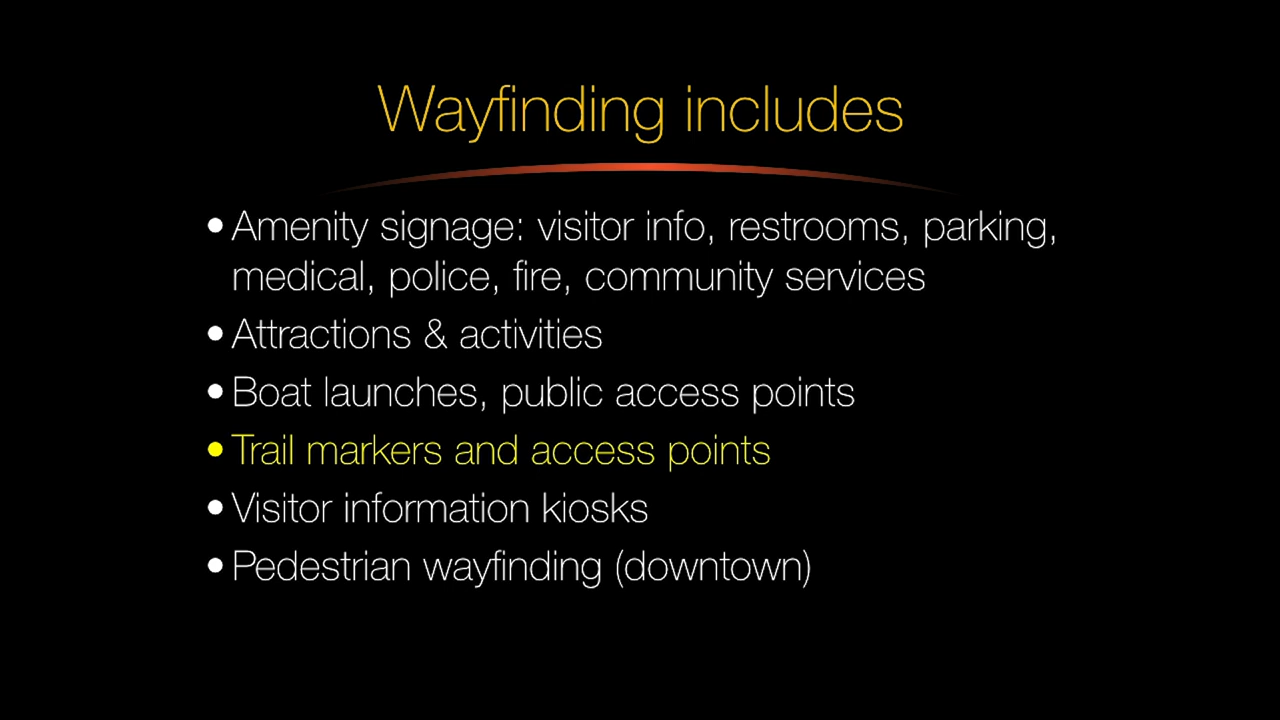 Wayfinding includes
• Amenity signage: visitor info, restrooms, parking,
medical, police, fire, community services
• Attractions & activities
• Boat launches, public access points
• Trail markers and access points
• Visitor information kiosks
• Pedestrian wayfinding (downtown)